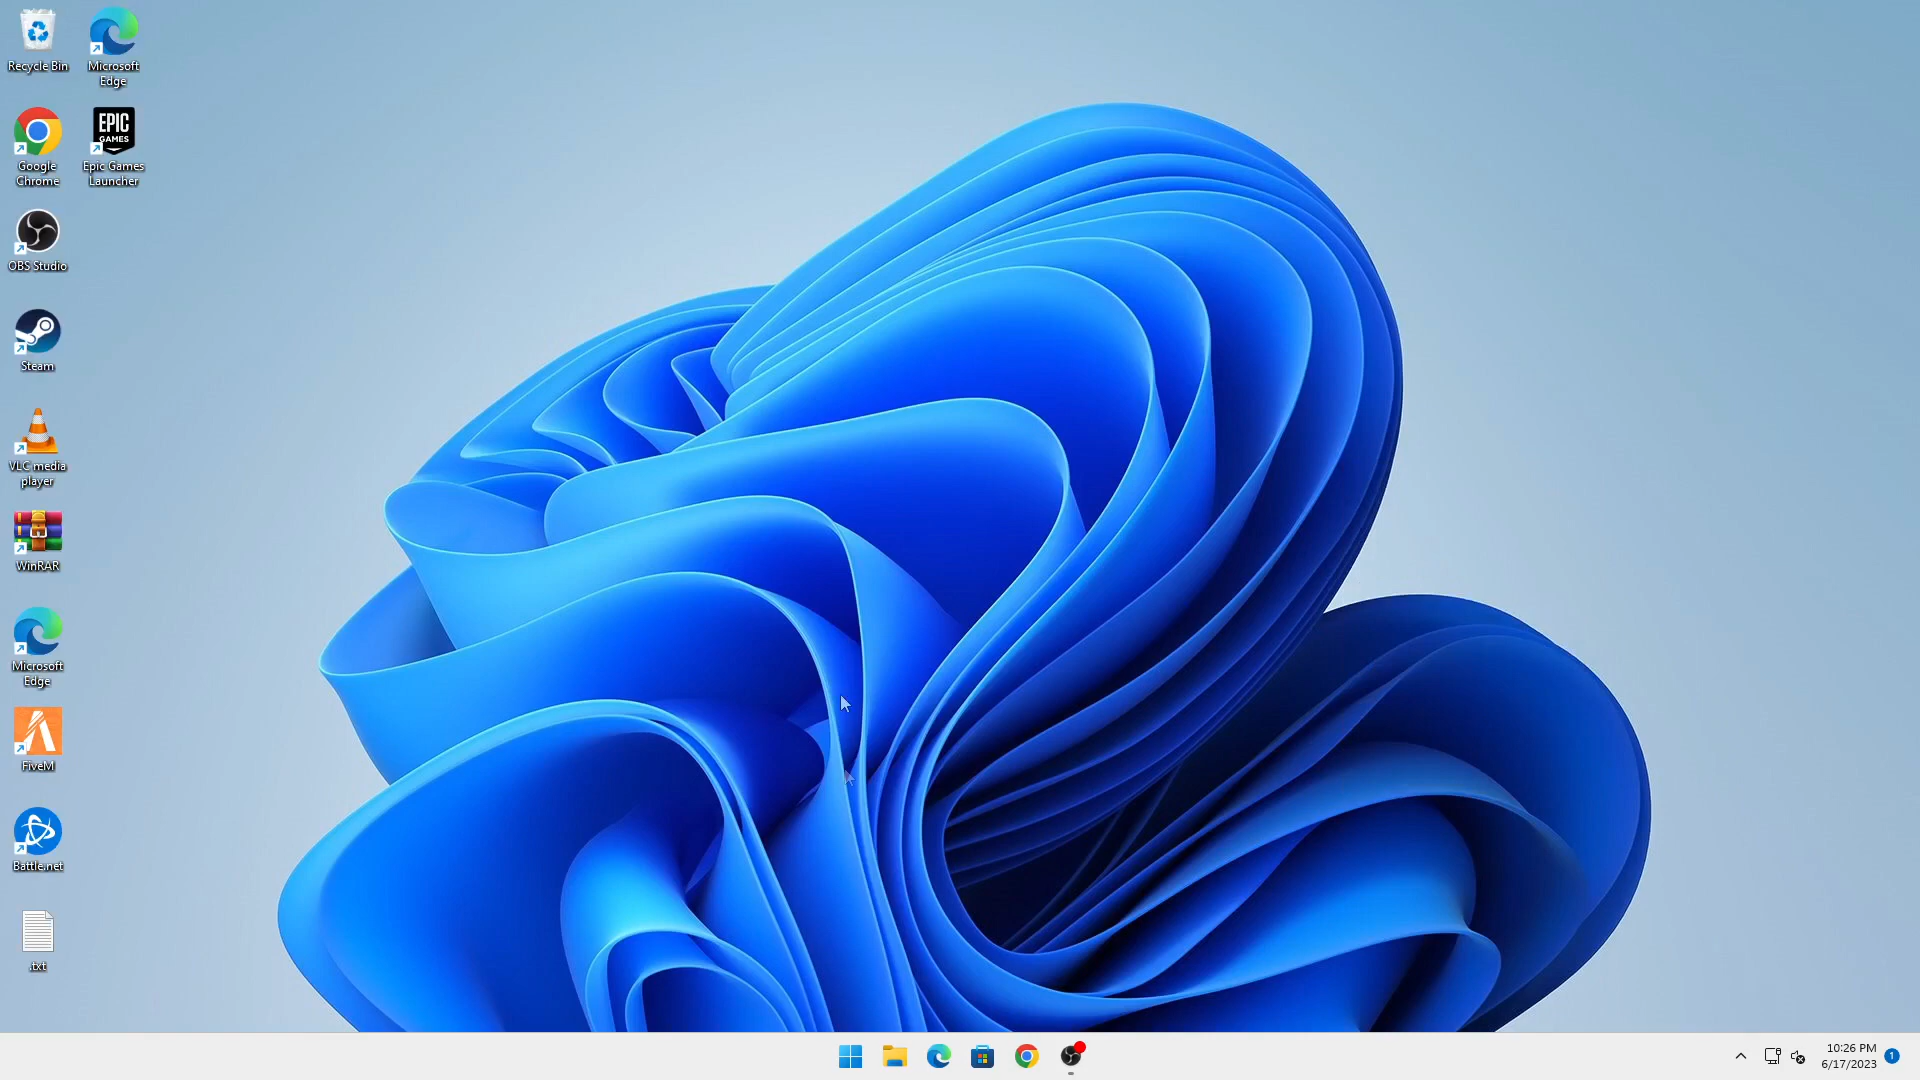 Recycle Bin
Microsoft
Edge
Google
Chrome
EPIC
GAMES
Epic Games
Launcher
OBS Studio
Steam
VLC media
player
WinRAR
Microsoft
Edge
FiveM
Battle.net
.txt
10:26 PM
6/17/2023
1